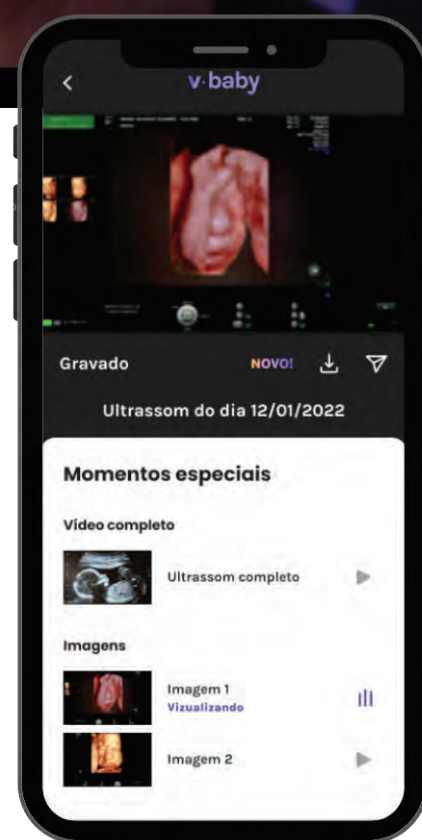 v·baby
Gravado
NOVO!
Ultrassom do dia 12/01/2022
Momentos especiais
Vídeo completo
Ultrassom completo
Imagens
Imagem 1
Vizualizando
Imagem 2